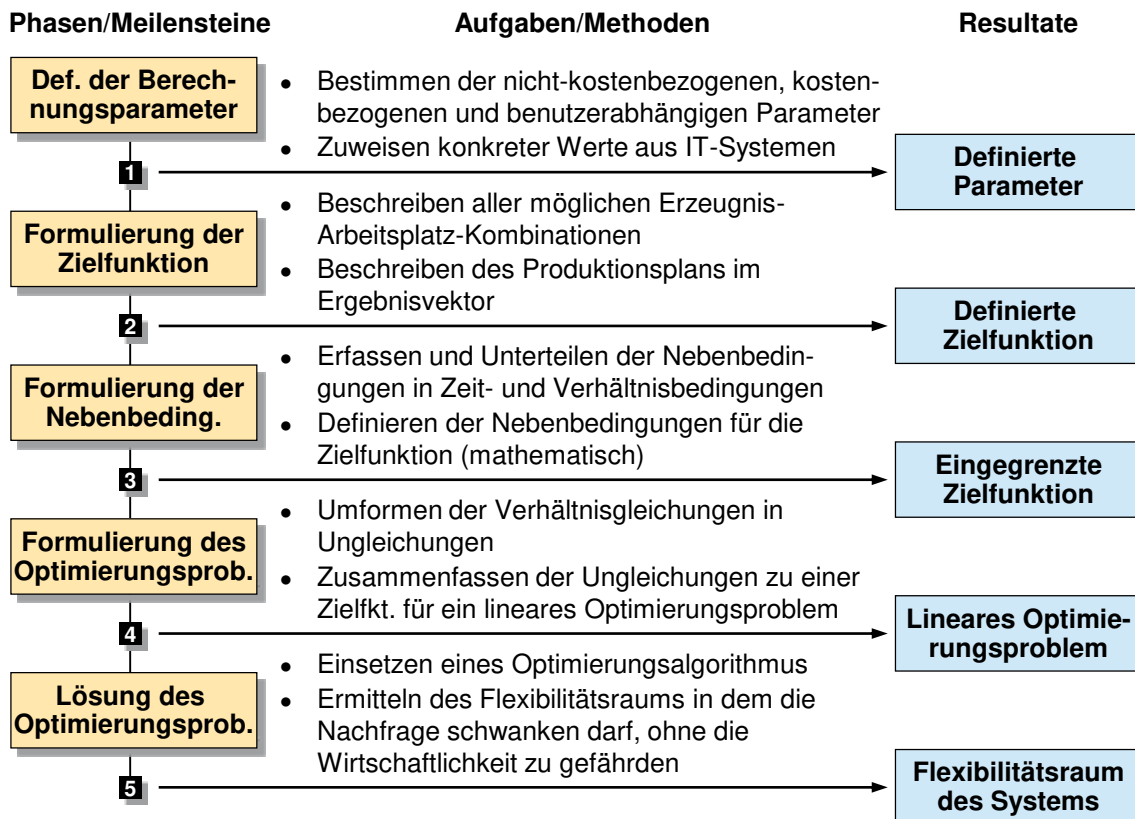 Phasen/Meilensteine
Aufgaben/Methoden
Resultate
Def. der Berech-
nungsparameter
• Bestimmen der nicht-kostenbezogenen, kosten-
bezogenen und benutzerabhängigen Parameter
• Zuweisen konkreter Werte aus IT-Systemen
1
Definierte
Parameter
Formulierung der
Zielfunktion
• Beschreiben aller möglichen Erzeugnis-
Arbeitsplatz-Kombinationen
• Beschreiben des Produktionsplans im
Ergebnisvektor
2
Definierte
Zielfunktion
Formulierung der
Nebenbeding.
• Erfassen und Unterteilen der Nebenbedin-
gungen in Zeit- und Verhältnisbedingungen
• Definieren der Nebenbedingungen für die
Zielfunktion (mathematisch)
3
Eingegrenzte
Zielfunktion
Formulierung des
Optimierungsprob.
• Umformen der Verhältnisgleichungen in
Ungleichungen
• Zusammenfassen der Ungleichungen zu einer
Zielfkt. für ein lineares Optimierungsproblem
4
Lineares Optimie-
rungsproblem
Lösung des
Optimierungsprob.
• Einsetzen eines Optimierungsalgorithmus
• Ermitteln des Flexibilitätsraums in dem die
Nachfrage schwanken darf, ohne die
Wirtschaftlichkeit zu gefährden
5
Flexibilitätsraum
des Systems